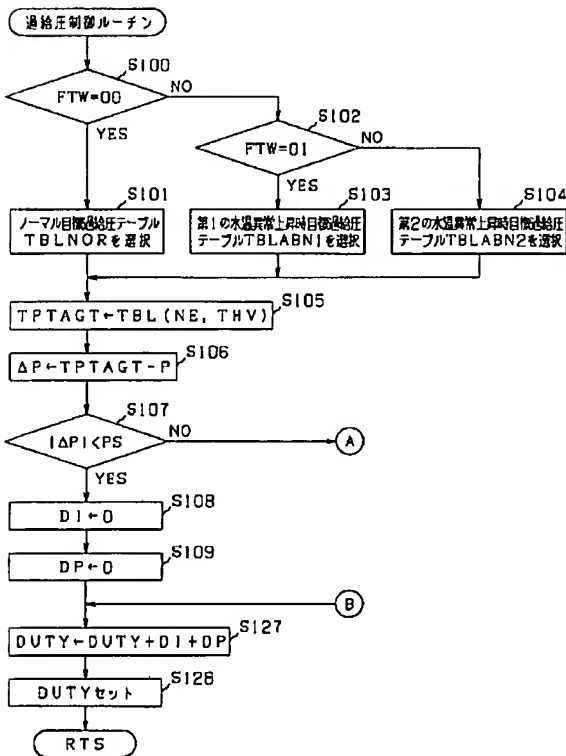 過給圧制御ルーチン
S100
FTW=00
NO
YES
S102
FTW=01
NO
YES
S101
ノーマル目標過給圧テーブル
TBLNORを選択
S103
第1の水温異常上昇時目標過給圧
テーブルTBLABN1を選択
S104
第2の水温異常上昇時目標過給圧
テーブルTBLABN2を選択
S105
TPTAGT←TBL(NE, THV)
S106
ΔP←TPTAGT-P
S107
|ΔP|<PS
NO
A
YES
S108
DI←0
S109
DP←0
B
S127
DUTY←DUTY+DI+DP
S128
DUTYセット
RTS